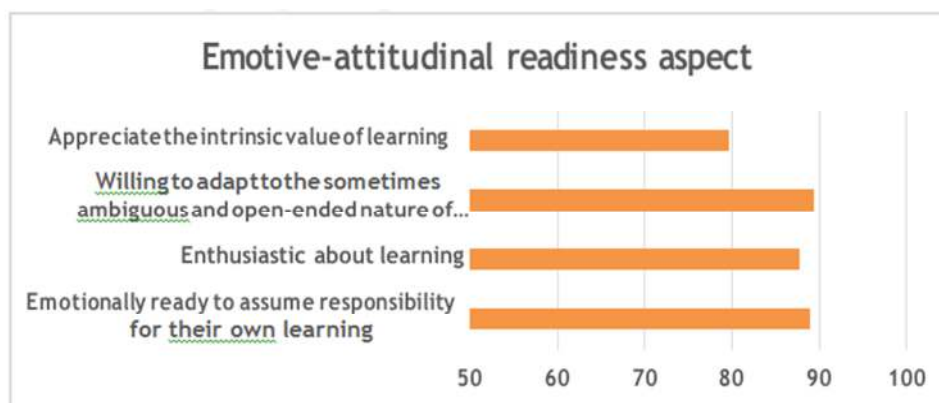 Emotive-attitudinal readiness aspect
Appreciate the intrinsic value of learning
Willing to adapt to the sometimes
ambiguous and open-ended nature of...
Enthusiastic about learning
Emotionally ready to assume responsibility
for their own learning
50 60 70 80 90 100